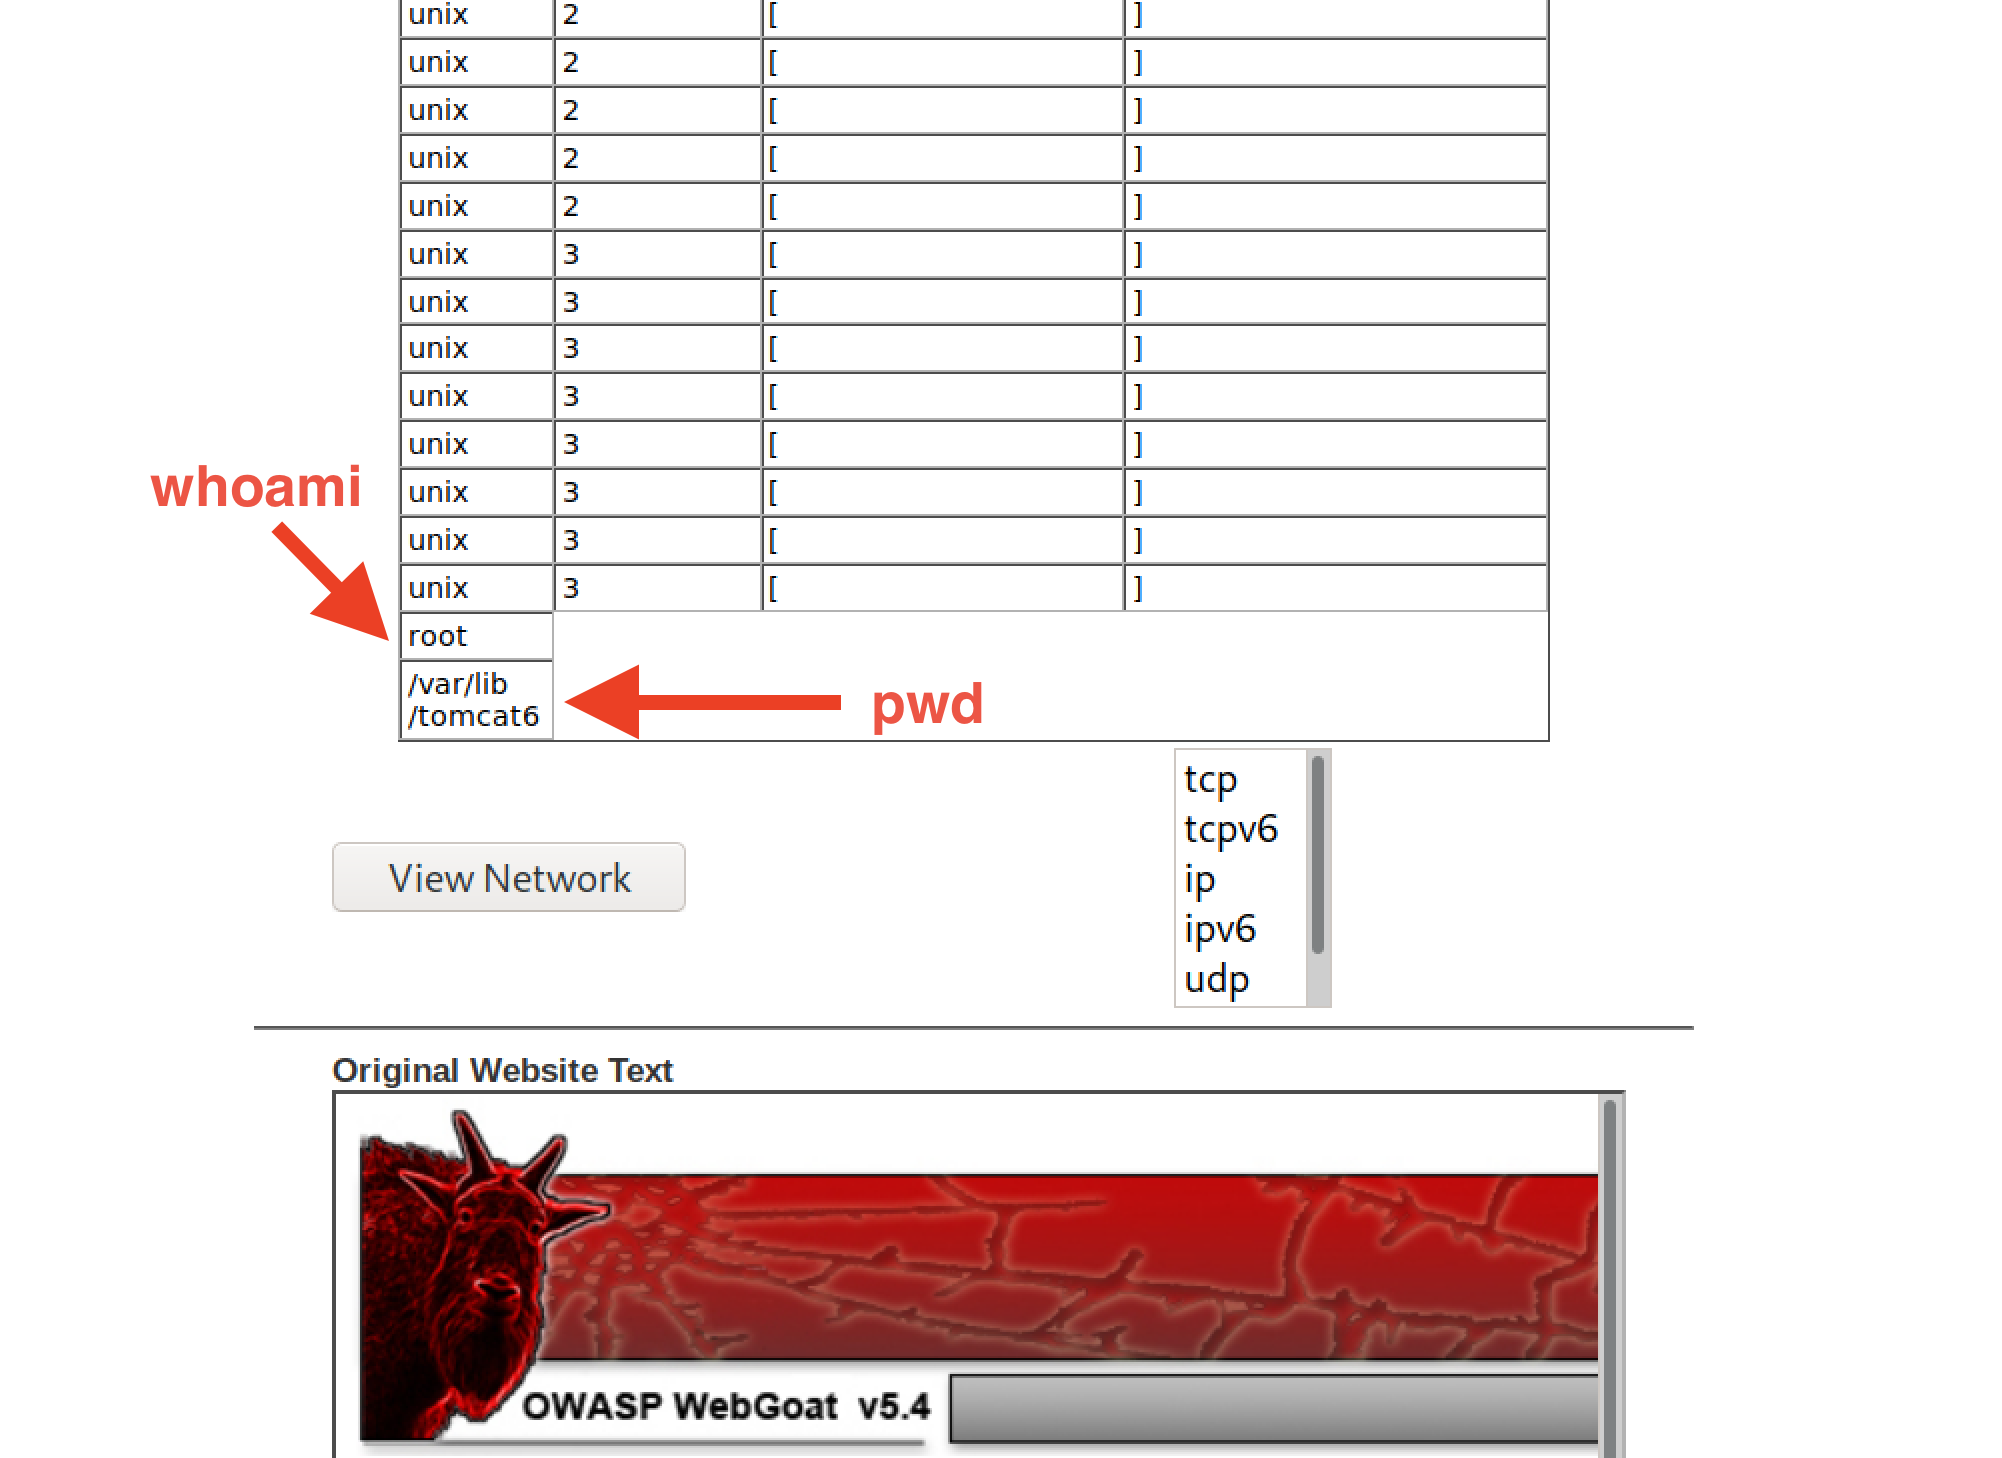 unix 2 [ ]
unix 2 [ ]
unix 2 [ ]
unix 2 [ ]
unix 2 [ ]
unix 3 [ ]
unix 3 [ ]
unix 3 [ ]
unix 3 [ ]
unix 3 [ ]
whoami
unix 3 [ ]
unix 3 [ ]
unix 3 [ ]
root
/var/lib
/tomcat6
pwd
tcp
tcpv6
View Network
ip
ipv6
udp
Original Website Text
OWASP WebGoat v5.4